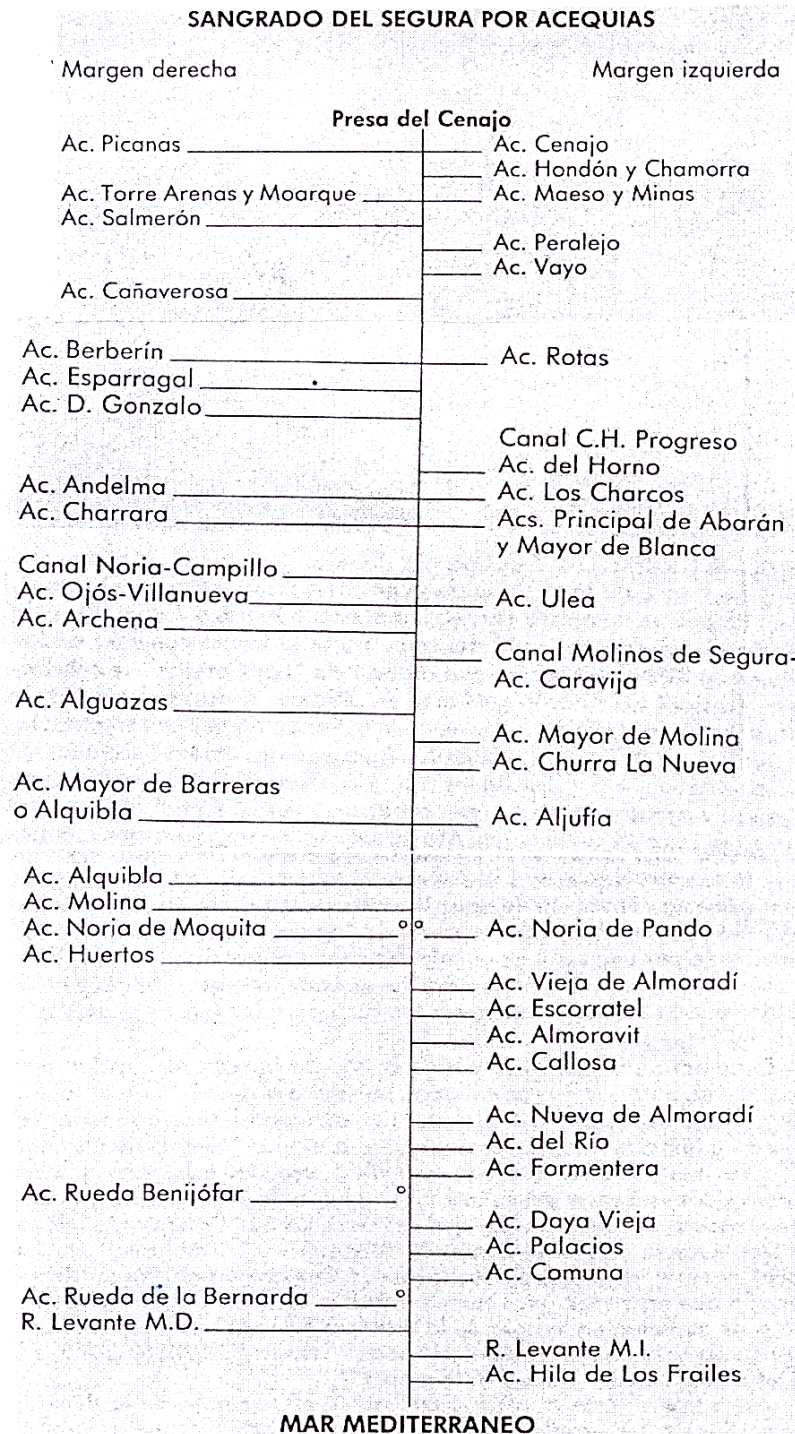 SANGRADO DEL SEGURA POR ACEQUIAS
Margen derecha Margen izquierda
Presa del Cenajo
Ac. Picanas Ac. Cenajo
Ac. Hondón y Chamorra
Ac. Torre Arenas y Moarque Ac. Maeso y Minas
Ac. Salmerón
Ac. Peralejo
Ac. Vayo
Ac. Cañaverosa
Ac. Berberín Ac. Rotas
Ac. Esparragal
Ac. D. Gonzalo
Canal C.H. Progreso
Ac. del Horno
Ac. Andelma Ac. Los Charcos
Ac. Charrara Acs. Principal de Abarán
y Mayor de Blanca
Canal Noria-Campillo
Ac. Ojós-Villanueva Ac. Ulea
Ac. Archena
Canal Molinos de Segura-
Ac. Caravija
Ac. Alguazas
Ac. Mayor de Molina
Ac. Churra La Nueva
Ac. Mayor de Barreras
o Alquibla Ac. Aljufía
Ac. Alquibla
Ac. Molina
Ac. Noria de Moquita Ac. Noria de Pando
Ac. Huertos
Ac. Vieja de Almoradí
Ac. Escorratel
Ac. Almoravit
Ac. Callosa
Ac. Nueva de Almoradí
Ac. del Río
Ac. Formentera
Ac. Rueda Benijófar
Ac. Daya Vieja
Ac. Palacios
Ac. Comuna
Ac. Rueda de la Bernarda
R. Levante M.D.
R. Levante M.I.
Ac. Hila de Los Frailes
MAR MEDITERRANEO